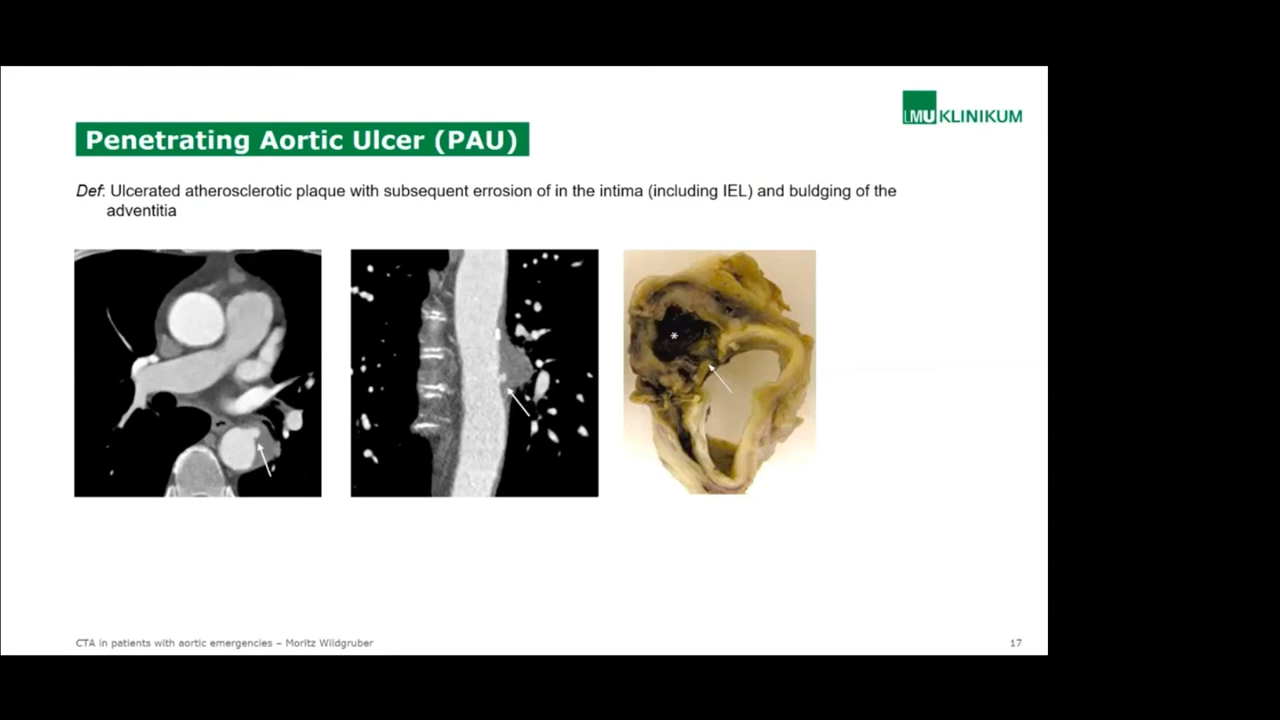 LMU KLINIKUM
Penetrating Aortic Ulcer (PAU)
Def: Ulcerated atherosclerotic plaque with subsequent errosion of in the intima (including IEL) and buldging of the
adventitia
*
CTA in patients with aortic emergencies – Moritz Wildgruber
17